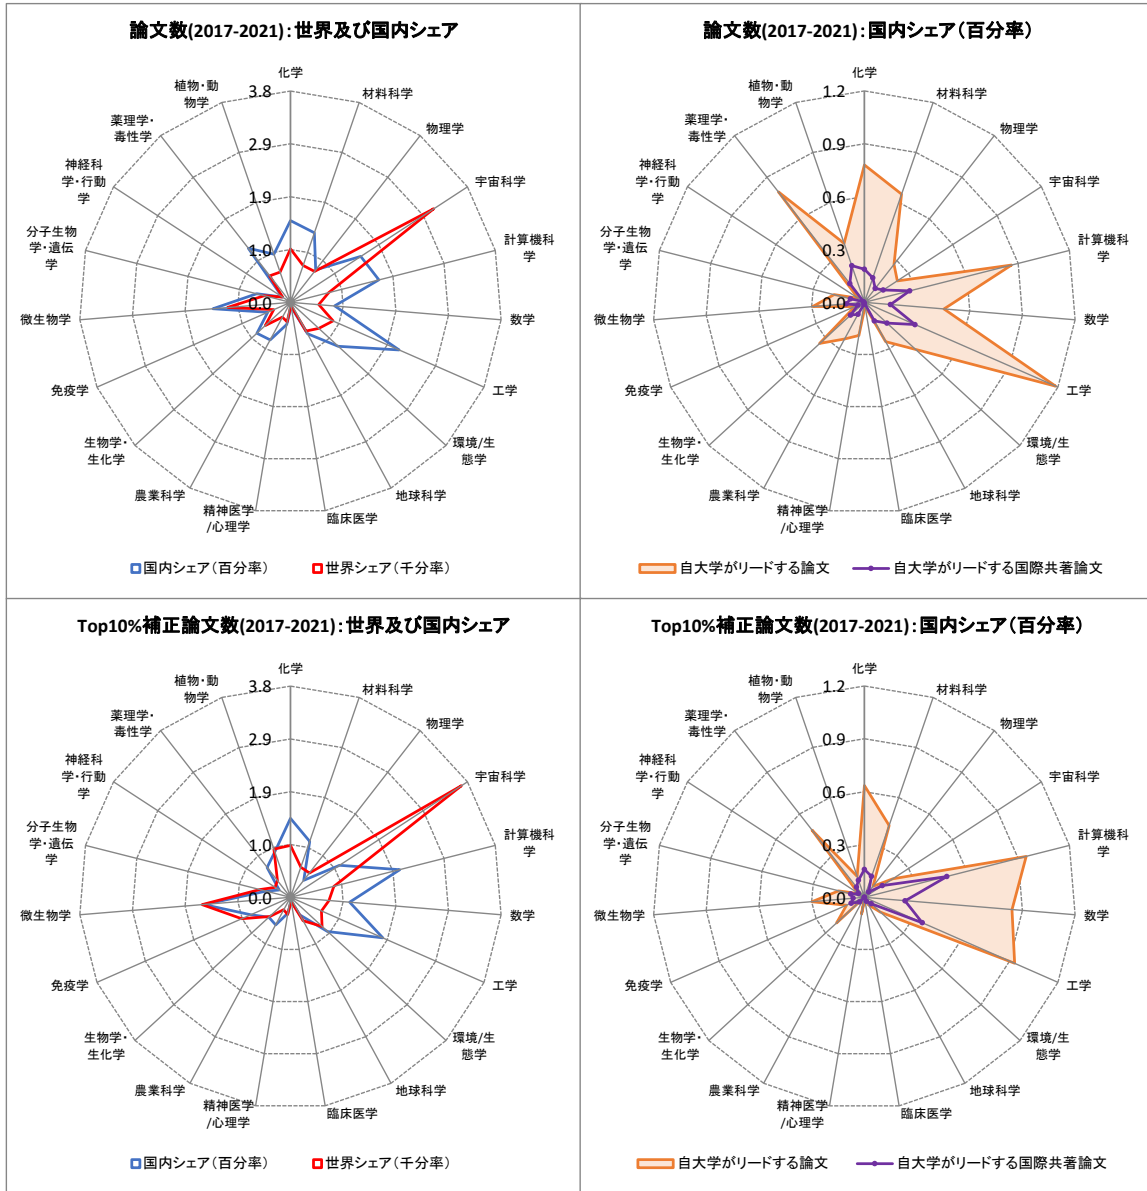 論文数(2017-2021):世界及び国内シェア
化学
材料科学
物理学
宇宙科学
計算機科
学
数学
工学
環境/生
態学
地球科学
臨床医学
精神医学
/心理学
農業科学
生物学・
生化学
免疫学
微生物学
分子生物
学・遺伝
学
神経科
学・行動
学
薬理学・
毒性学
植物・動
物学
3.8
2.9
1.9
1.0
0.0
国内シェア(百分率)
世界シェア(千分率)
論文数(2017-2021):国内シェア(百分率)
化学
材料科学
物理学
宇宙科学
計算機科
学
数学
工学
環境/生
態学
地球科学
臨床医学
精神医学
/心理学
農業科学
生物学・
生化学
免疫学
微生物学
分子生物
学・遺伝
学
神経科
学・行動
学
薬理学・
毒性学
植物・動
物学
1.2
0.9
0.6
0.3
0.0
自大学がリードする論文
自大学がリードする国際共著論文
Top10%補正論文数(2017-2021):世界及び国内シェア
化学
材料科学
物理学
宇宙科学
計算機科
学
数学
工学
環境/生
態学
地球科学
臨床医学
精神医学
/心理学
農業科学
生物学・
生化学
免疫学
微生物学
分子生物
学・遺伝
学
神経科
学・行動
学
薬理学・
毒性学
植物・動
物学
3.8
2.9
1.9
1.0
0.0
国内シェア(百分率)
世界シェア(千分率)
Top10%補正論文数(2017-2021):国内シェア(百分率)
化学
材料科学
物理学
宇宙科学
計算機科
学
数学
工学
環境/生
態学
地球科学
臨床医学
精神医学
/心理学
農業科学
生物学・
生化学
免疫学
微生物学
分子生物
学・遺伝
学
神経科
学・行動
学
薬理学・
毒性学
植物・動
物学
1.2
0.9
0.6
0.3
0.0
自大学がリードする論文
自大学がリードする国際共著論文